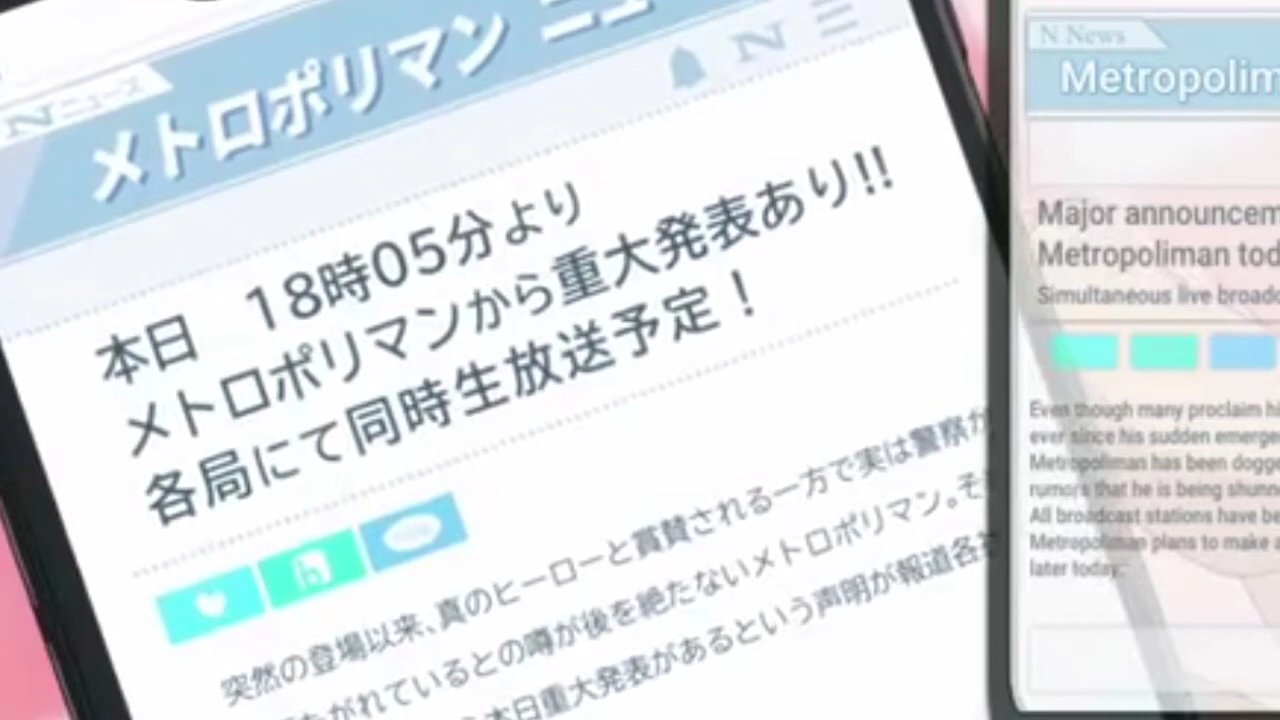 Nニュース
メトロポリマン ニュ
N
本日 18時05分より
メトロポリマンから重大発表あり!!
各局にて同時生放送予定！
突然の登場以来、真のヒーローと賞賛される一方で実は警察か
たがれているとの噂が後を絶たないメトロポリマン。そ
本日重大発表があるという声明が報道各社
N News
Metropolim
Major announcem
Metropoliman tod
Simultaneous live broadc
Even though many proclaim h
ever since his sudden emerge
Metropoliman has been dogge
rumors that he is being shunn
All broadcast stations have be
Metropoliman plans to make a
later today.